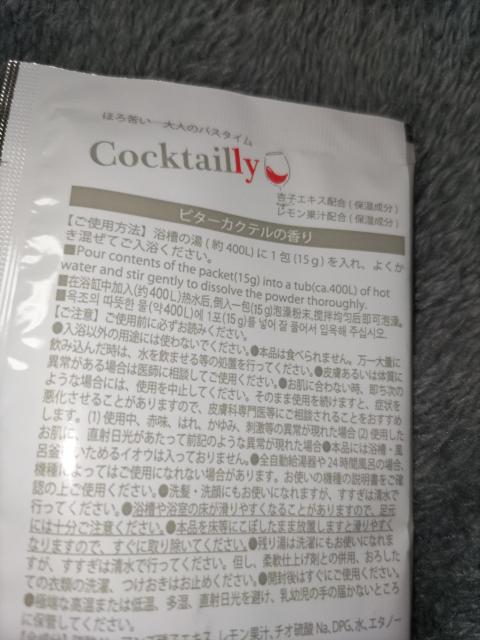 ほろ苦い 大人のバスタイム
Cocktailly
杏子エキス配合(保湿成分)
レモン果汁配合(保湿成分)
ビターカクテルの香り
【ご使用方法】浴槽の湯(約400L)に1包(15g)を入れ、よくか
き混ぜてご入浴ください。
■Pour contents of the packet(15g) into a tub(ca.400L) of hot
water and stir gently to dissolve the powder thoroughly.
■在浴缸中加入(约400L)热水后,倒入一包(15g)泡澡粉末,搅拌均匀后即可泡澡。
■욕조의 따뜻한 물(약400L)에 1포(15g)를 넣어 잘 풀어서 입욕해 주십시오.
【ご注意】ご使用前に必ずお読みください。
●入浴以外の用途には使わないでください。●本品は食べられません。万一大量に
飲み込んだ時は、水を飲ませる等の処置を行ってください。●皮膚あるいは体質に
異常がある場合は医師に相談してご使用ください。●お肌に合わない時、即ち次の
ような場合には、使用を中止してください。そのまま使用を続けますと、症状を
悪化させることがありますので、皮膚科専門医等にご相談されることをおすすめ
します。(1)使用中、赤味、はれ、かゆみ、刺激等の異常が現れた場合(2)使用した
お肌に、直射日光があたって前記のような異常が現れた場合●本品には浴槽・風
呂釜をいためるイオウは入っておりません。●全自動給湯器や24時間風呂の場合、
機種によってはご使用になれない場合があります。お使いの機種の説明書をご確
認の上ご使用ください。●洗髪・洗顔にもお使いになれますが、すすぎは清水で
行ってください。●浴槽や浴室の床が滑りやすくなることがありますので、足元
には十分ご注意ください。●本品を床等にこぼしたまま放置しますと滑りやすく
なりますので、すぐに取り除いてください。●残り湯は洗濯にもお使いになれま
すが、すすぎは清水で行ってください。但し、柔軟仕上げ剤との併用、おろした
ての衣類の洗濯、つけおきはお止めください。●開封後はすぐにご使用ください。
●極端な高温または低温、多湿、直射日光を避け、乳幼児の手の届かないところ
に保管してください。
エキス、レモン果汁、チオ硫酸Na、DPG、水、エタノー